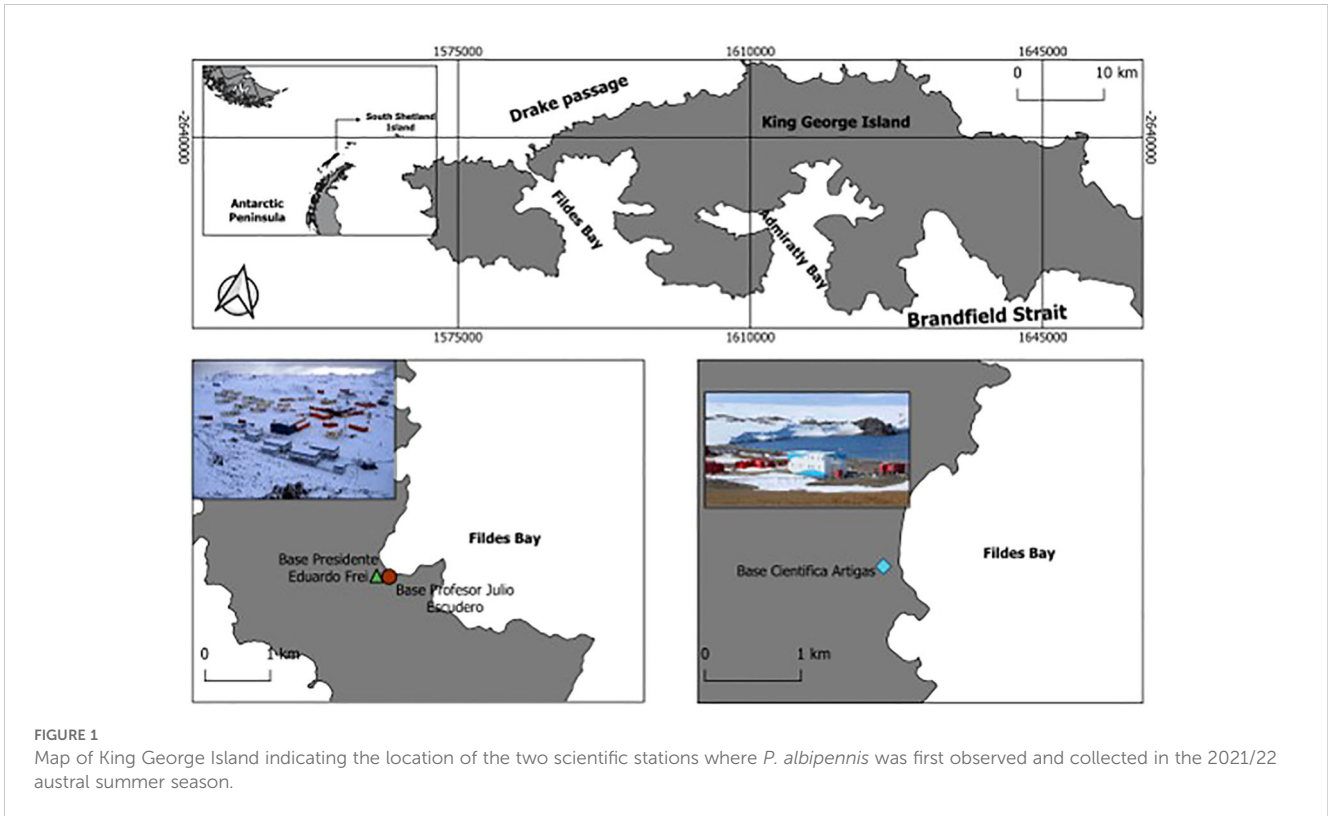 1575000
1610000
1645000
0 10 km
Drake passage
King George Island
South Shetland
Island
-2640000
-2640000
Antarctic
Peninsula
Fildes Bay
Admiratly Bay
Brandfield Strait
1575000
1610000
1645000
Fildes Bay
Base Presidente
Eduardo Frei
Base Profesor Julio
Escudero
0 1 km
Fildes Bay
Base Cientifica Artigas
0 1 km
FIGURE 1
Map of King George Island indicating the location of the two scientific stations where P. albipennis was first observed and collected in the 2021/22
austral summer season.